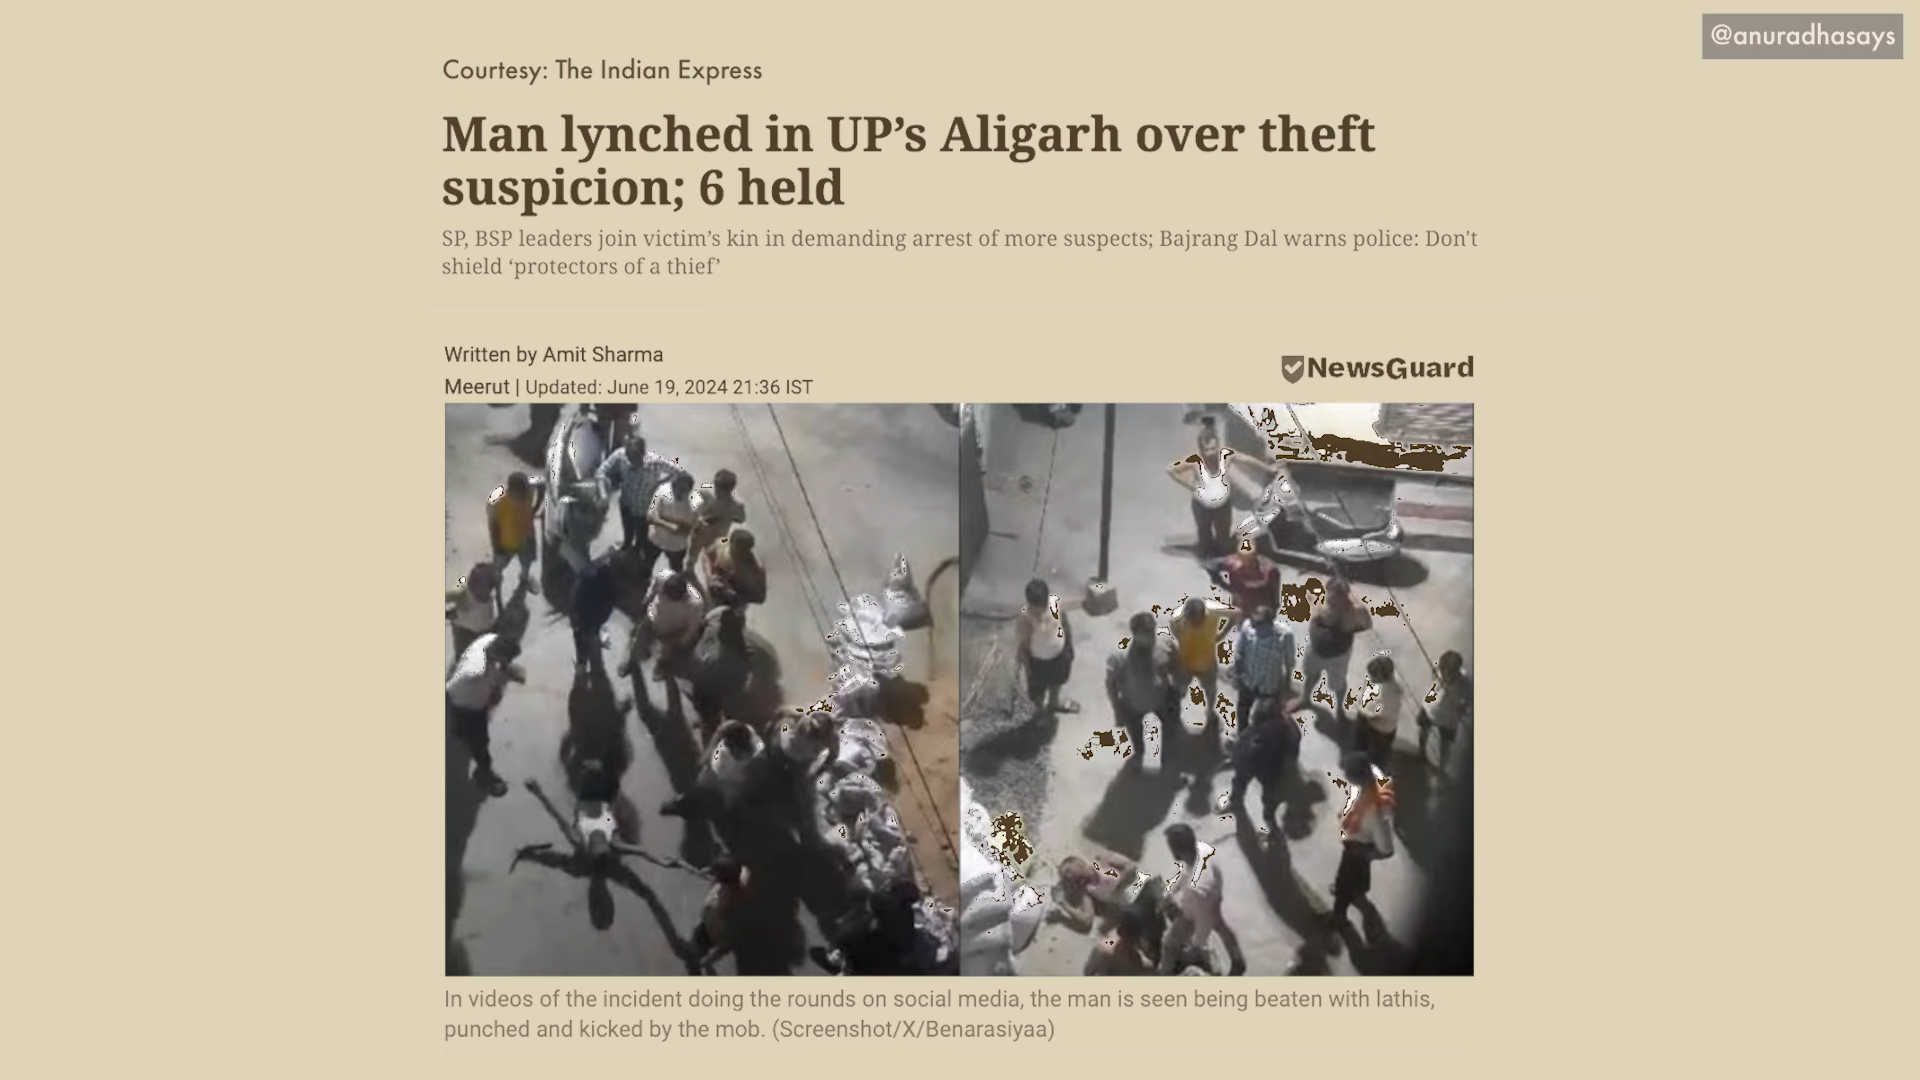 @anuradhasays
Courtesy: The Indian Express
Man lynched in UP’s Aligarh over theft
suspicion; 6 held
SP, BSP leaders join victim’s kin in demanding arrest of more suspects; Bajrang Dal warns police: Don't
shield ‘protectors of a thief’
Written by Amit Sharma
NewsGuard
Meerut | Updated: June 19, 2024 21:36 IST
In videos of the incident doing the rounds on social media, the man is seen being beaten with lathis,
punched and kicked by the mob. (Screenshot/X/Benarasiyaa)